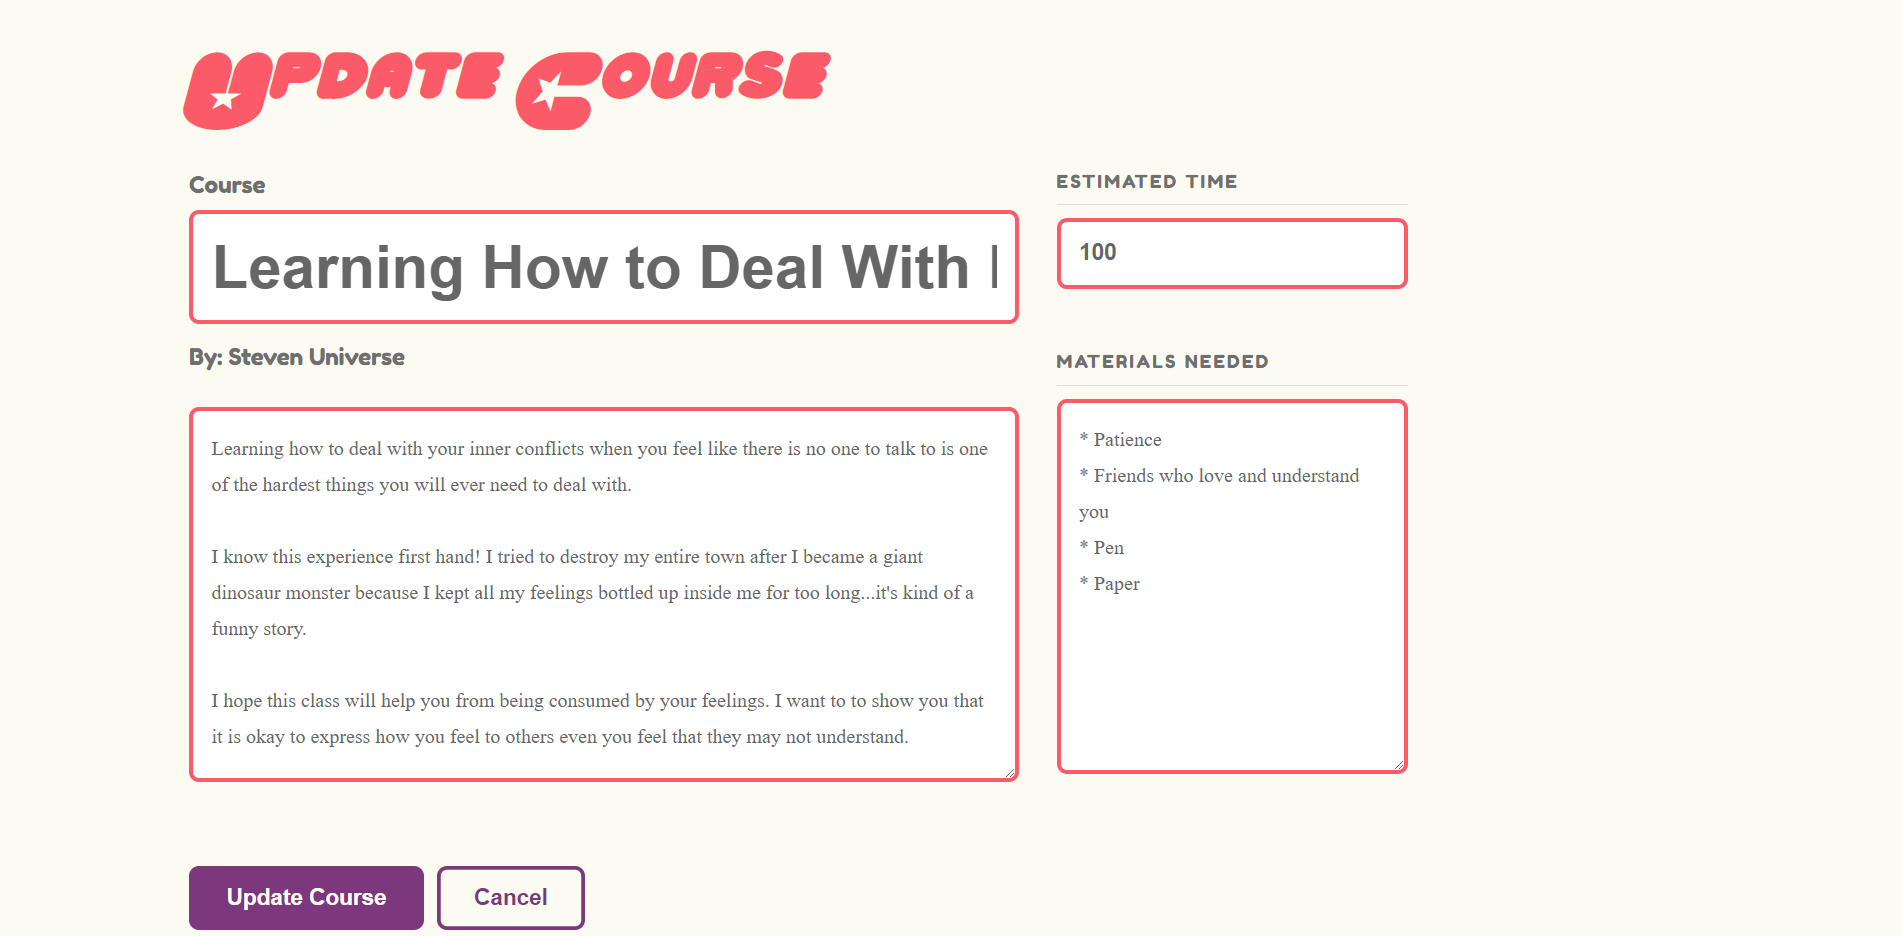 Update Course
Course
Learning How to Deal With
By: Steven Universe
Learning how to deal with your inner conflicts when you feel like there is no one to talk to is one
of the hardest things you will ever need to deal with.
I know this experience first hand! I tried to destroy my entire town after I became a giant
dinosaur monster because I kept all my feelings bottled up inside me for too long...it's kind of a
funny story.
I hope this class will help you from being consumed by your feelings. I want to to show you that
it is okay to express how you feel to others even you feel that they may not understand.
ESTIMATED TIME
100
MATERIALS NEEDED
* Patience
* Friends who love and understand
you
* Pen
* Paper
Update Course
Cancel